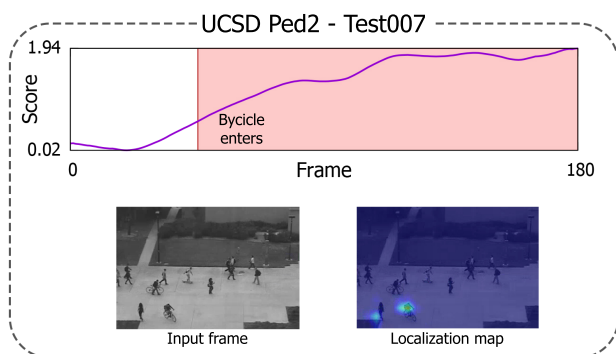 UCSD Ped2 - Test007
1.94
Score
0.02
Bycicle
enters
0
Frame
180
Input frame
Localization map